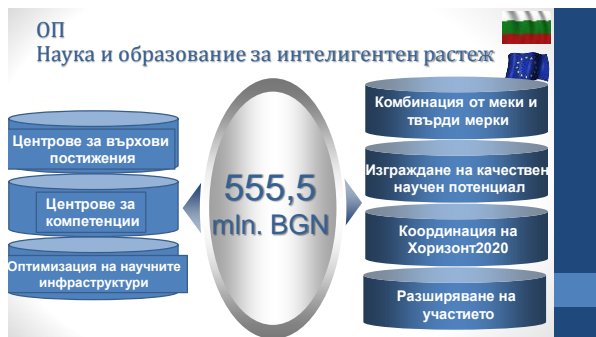 ОП
Наука и образование за интелигентен растеж
Центрове за върхови
постижения
Центрове за
компетенции
Оптимизация на научните
инфраструктури
555,5
mln. BGN
Комбинация от меки и
твърди мерки
Изграждане на качествен
научен потенциал
Координация на
Хоризонт2020
Разширяване на
участието